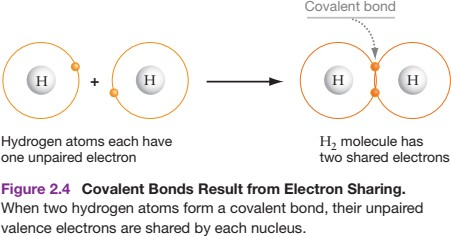 Covalent bond
H
+
H
H
H
Hydrogen atoms each have
one unpaired electron
H₂ molecule has
two shared electrons
Figure 2.4 Covalent Bonds Result from Electron Sharing.
When two hydrogen atoms form a covalent bond, their unpaired
valence electrons are shared by each nucleus.